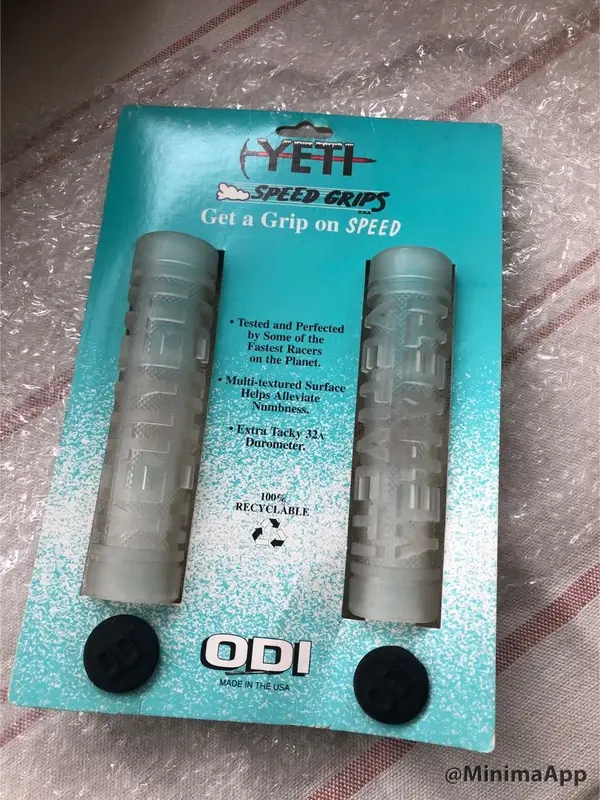 YETI
SPEED GRIPS
U.S.A.
Get a Grip on SPEED
• Tested and Perfected
by Some of the
Fastest Racers
on the Planet.
• Multi-textured Surface
Helps Alleviate
Numbness.
• Extra Tacky 32A
Durometer.
100%
RECYCLABLE
ODI
MADE IN THE USA
@MinimaApp